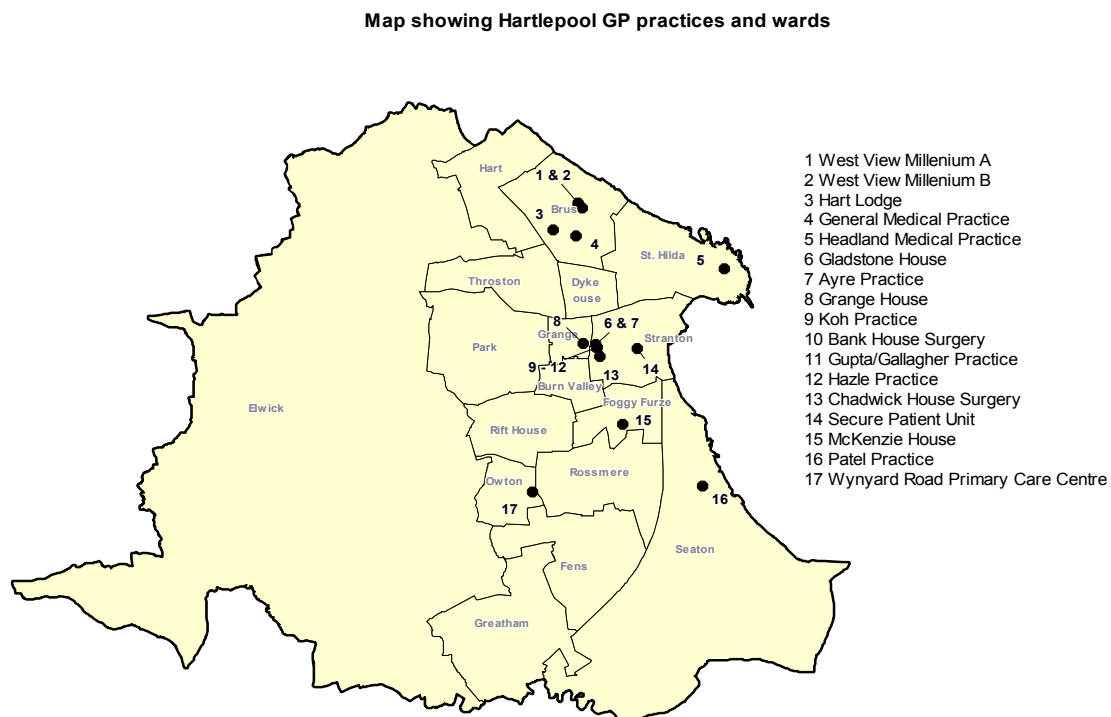 Map showing Hartlepool GP practices and wards
Hart
1 & 2
Brus
3
4
St. Hilda
5
Throston
Dyke
ouse
8
6 & 7
Grange
Stranton
Park
9 - 12
13
14
Burn Valley
Elwick
Foggy Furze
Rift House
15
Rossmere
Owton
17
16
Seaton
Fens
Greatham
1 West View Millenium A
2 West View Millenium B
3 Hart Lodge
4 General Medical Practice
5 Headland Medical Practice
6 Gladstone House
7 Ayre Practice
8 Grange House
9 Koh Practice
10 Bank House Surgery
11 Gupta/Gallagher Practice
12 Hazle Practice
13 Chadwick House Surgery
14 Secure Patient Unit
15 McKenzie House
16 Patel Practice
17 Wynyard Road Primary Care Centre